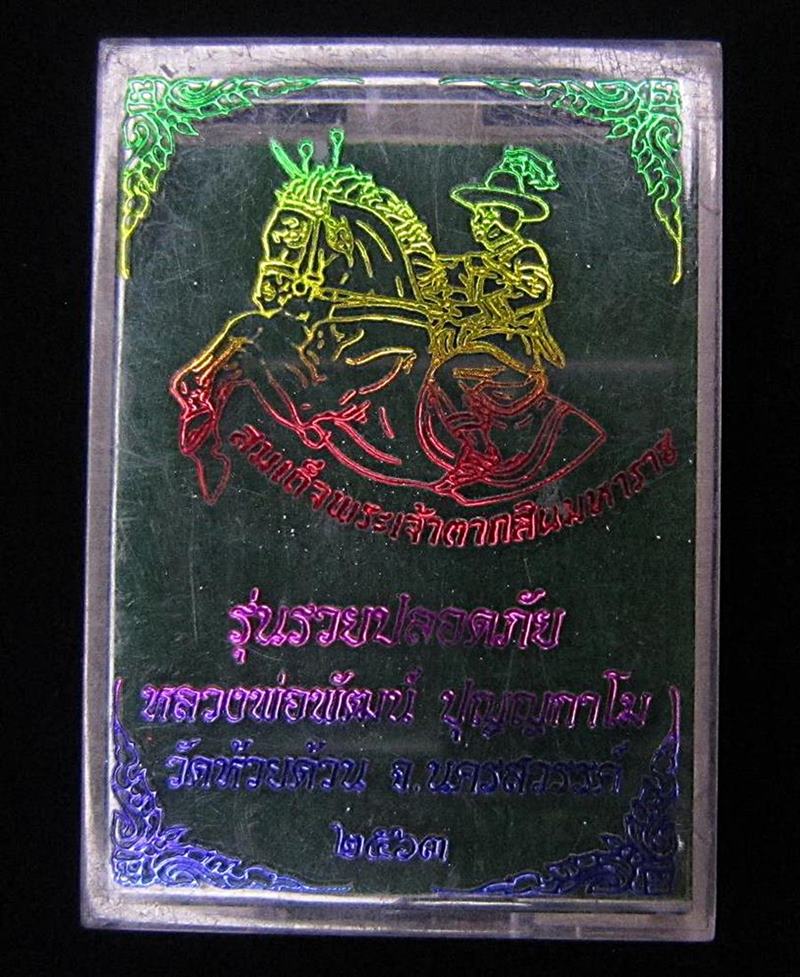 สมเด็จพระเจ้าตากสินมหาราช
รุ่นรวยปลอดภัย
หลวงพ่อพัฒน์ ปุญญกาโม
วัดห้วยด้วน จ.นครสวรรค์
๒๕๖๓